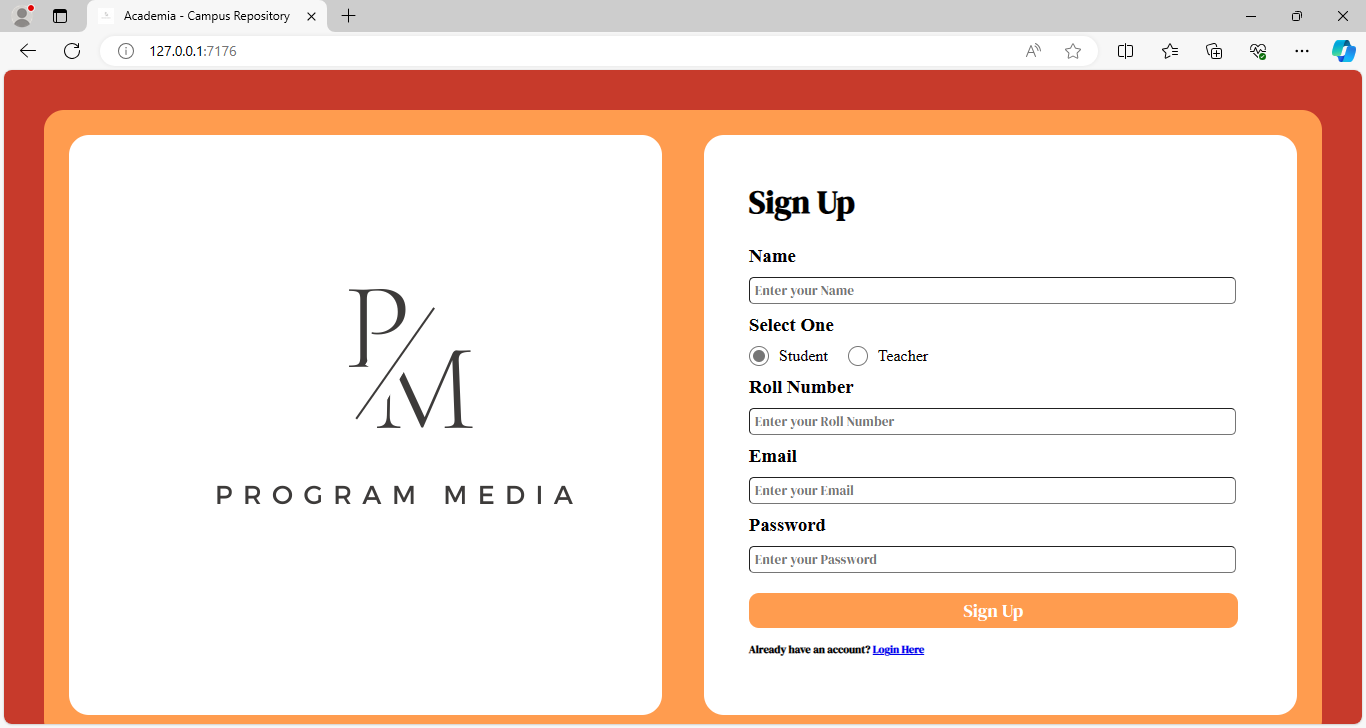 Academia - Campus Repository
127.0.0.1:7176
P/M
PROGRAM MEDIA
Sign Up
Name
Enter your Name
Select One
Student Teacher
Roll Number
Enter your Roll Number
Email
Enter your Email
Password
Enter your Password
Sign Up
Already have an account? Login Here